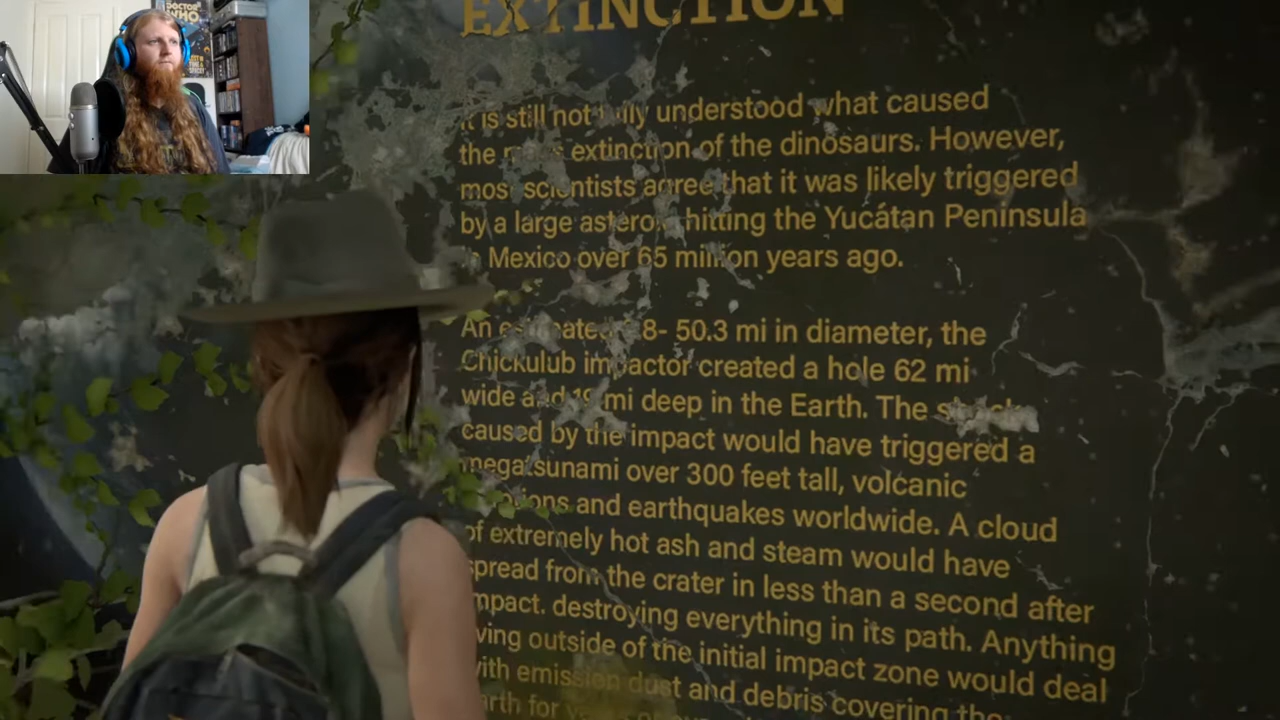 DOCTOR
WHO
EXTINCTION
It is still not fully understood what caused
the extinction of the dinosaurs. However,
most scientists agree that it was likely triggered
by a large asteroid hitting the Yucátan Peninsula
Mexico over 65 million years ago.
An estimated 50.3 mi in diameter, the
Chickulub impactor created a hole 62 mi
wide and 19 mi deep in the Earth. The shock
caused by the impact would have triggered a
megatsunami over 300 feet tall, volcanic
and earthquakes worldwide. A cloud
of extremely hot ash and steam would have
spread from the crater in less than a second after
impact. destroying everything in its path. Anything
living outside of the initial impact zone would deal
with emission dust and debris covering the
Earth for